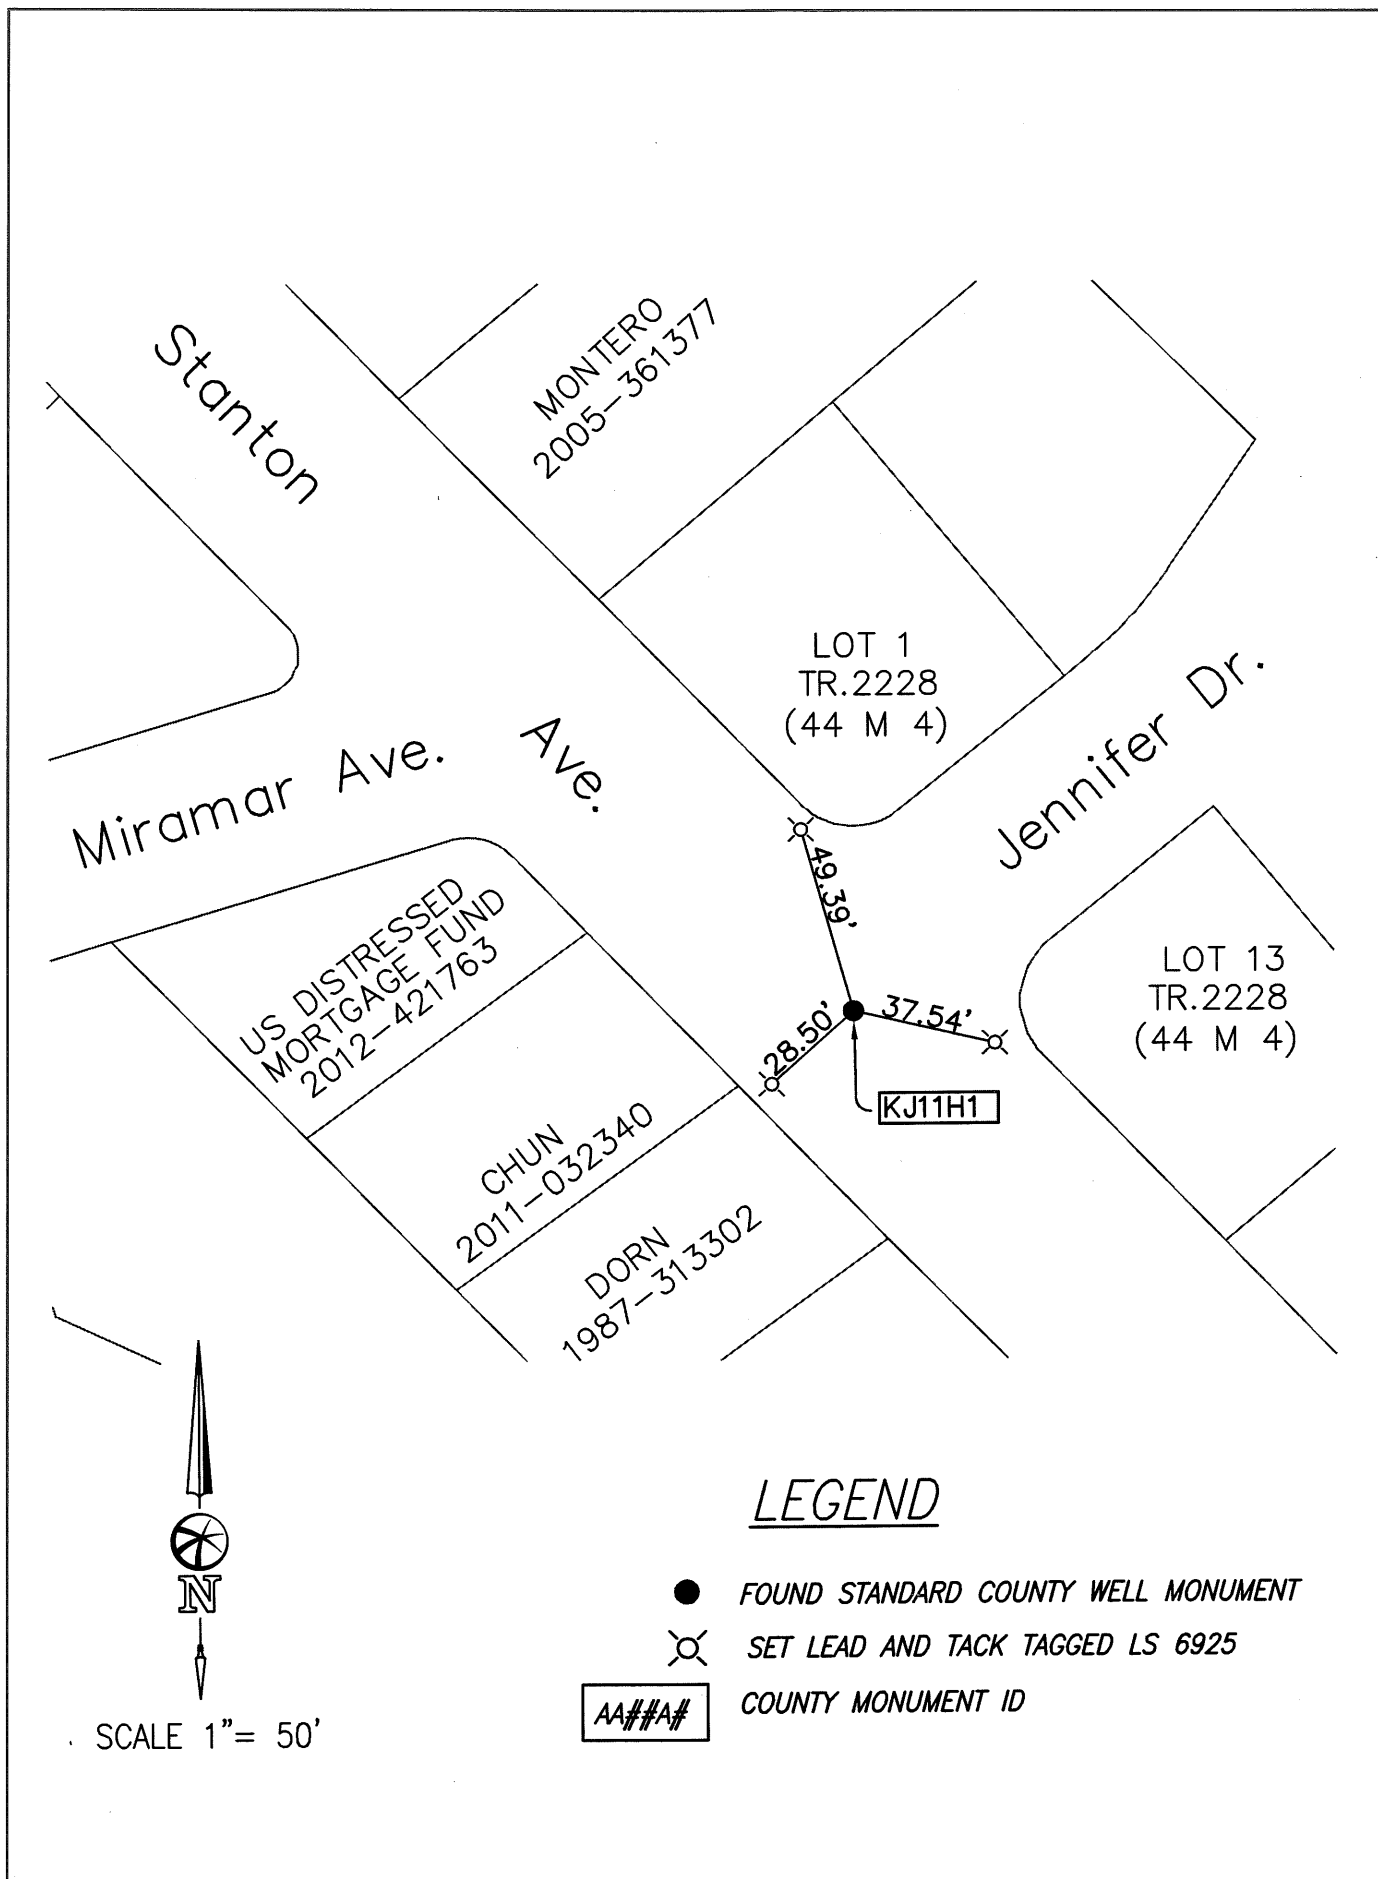 Stanton
Ave.
MONTERO
2005-361377
LOT 1
TR.2228
(44 M 4)
Jennifer Dr.
Miramar Ave.
49.39'
US DISTRESSED
MORTGAGE FUND
2012-421763
LOT 13
TR.2228
(44 M 4)
37.54'
28.50'
KJ11H1
CHUN
2011-032340
DORN
1987-313302
N
SCALE 1"= 50'
LEGEND
FOUND STANDARD COUNTY WELL MONUMENT
SET LEAD AND TACK TAGGED LS 6925
AA##A#
COUNTY MONUMENT ID